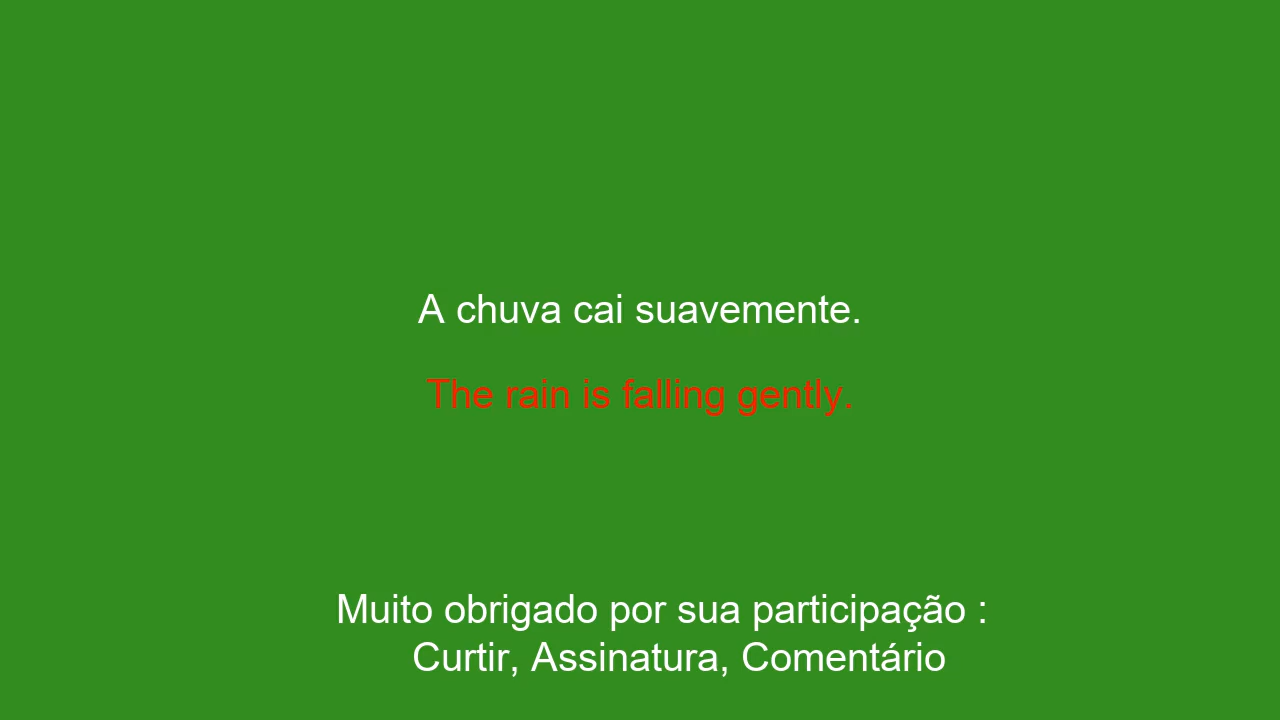 A chuva cai suavemente.
The rain is falling gently.
Muito obrigado por sua participação :
Curtir, Assinatura, Comentário